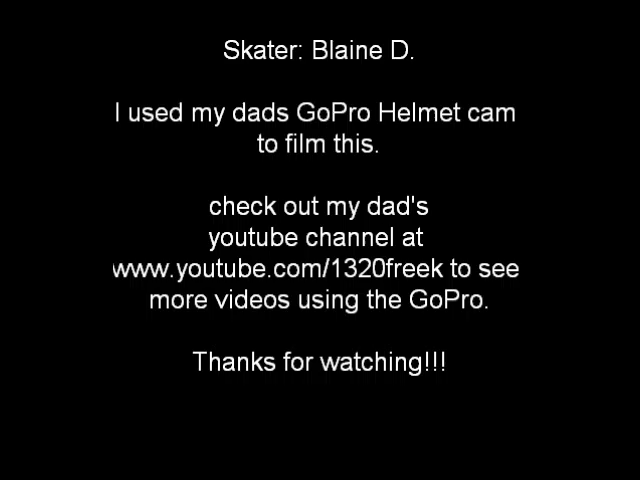 Skater: Blaine D.
I used my dads GoPro Helmet cam
to film this.
check out my dad's
youtube channel at
www.youtube.com/1320freek to see
more videos using the GoPro.
Thanks for watching!!!